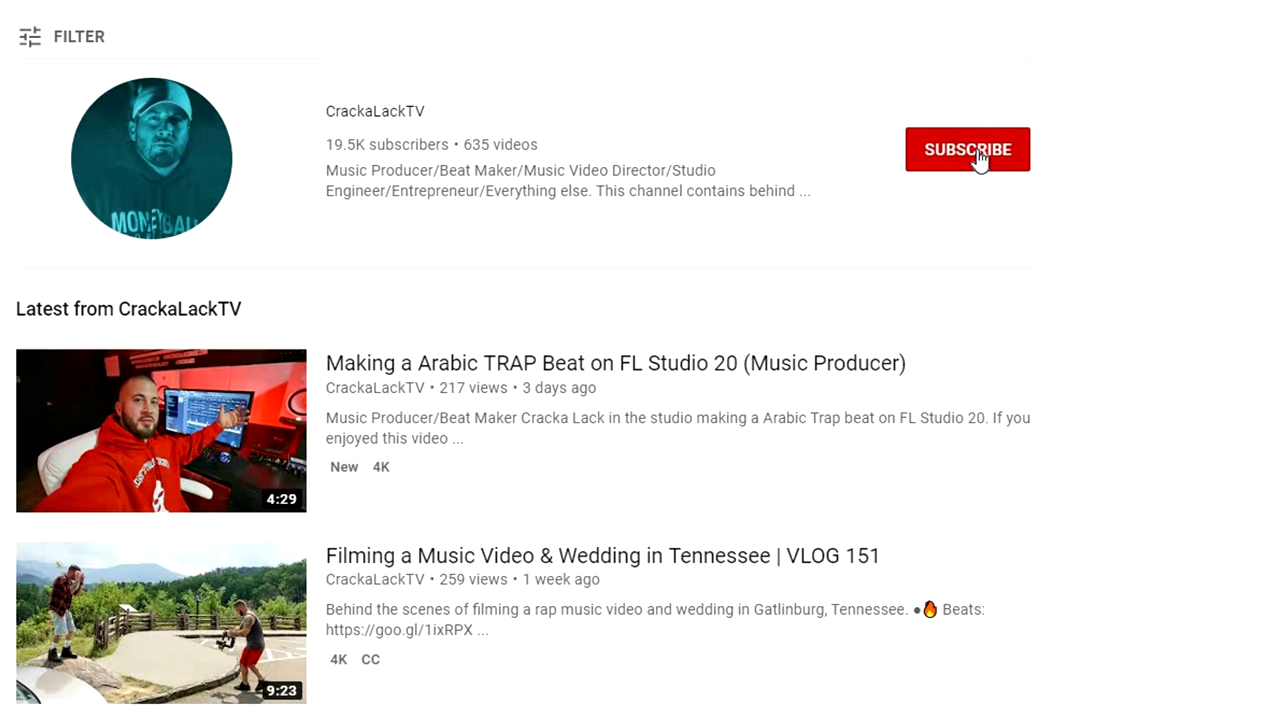 FILTER
CrackaLackTV
19.5K subscribers • 635 videos
SUBSCRIBE
Music Producer/Beat Maker/Music Video Director/Studio
Engineer/Entrepreneur/Everything else. This channel contains behind ...
MONEYBALL
Latest from CrackaLackTV
Making a Arabic TRAP Beat on FL Studio 20 (Music Producer)
CrackaLackTV • 217 views • 3 days ago
Music Producer/Beat Maker Cracka Lack in the studio making a Arabic Trap beat on FL Studio 20. If you
enjoyed this video ...
New 4K
4:29
Filming a Music Video & Wedding in Tennessee | VLOG 151
CrackaLackTV • 259 views • 1 week ago
Behind the scenes of filming a rap music video and wedding in Gatlinburg, Tennessee. ●🔥 Beats:
https://goo.gl/1ixRPX ...
4K CC
9:23